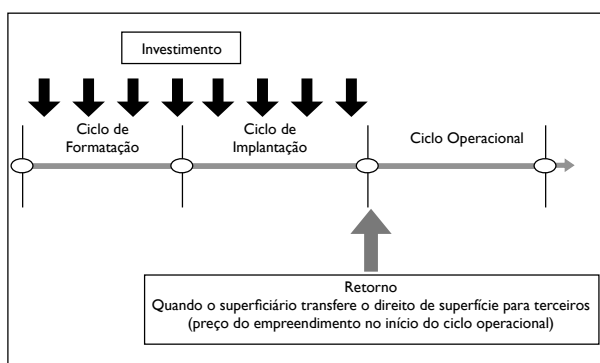 Investimento
Ciclo de
Formatação
Ciclo de
Implantação
Ciclo Operacional
Retorno
Quando o superficiário transfere o direito de superfície para terceiros
(preço do empreendimento no início do ciclo operacional)